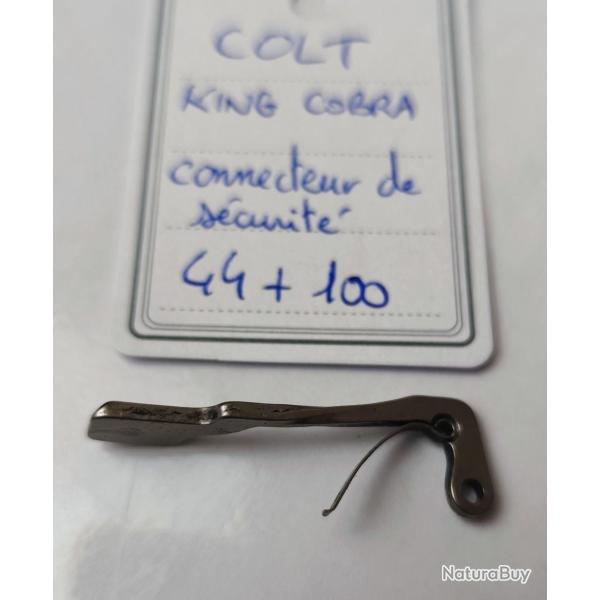 COLT
KING COBRA
connecteur de
sécurité
44 + 100
NaturaBuy